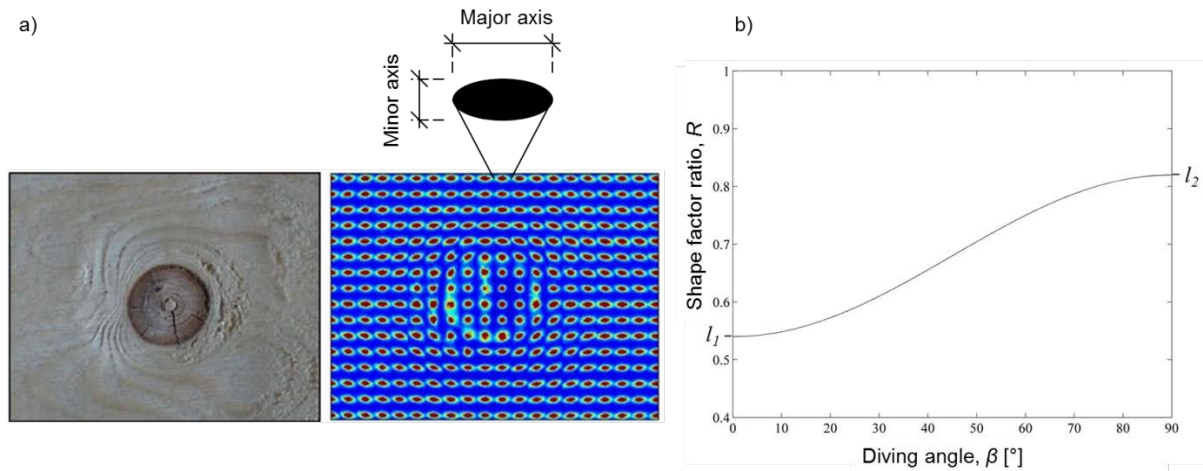 a)
Major axis
Minor axis
b)
Shape factor ratio, R
1
0.9
0.8
0.7
0.6
0.5
0.4
l1
l2
0 10 20 30 40 50 60 70 80 90
Diving angle, β [°]